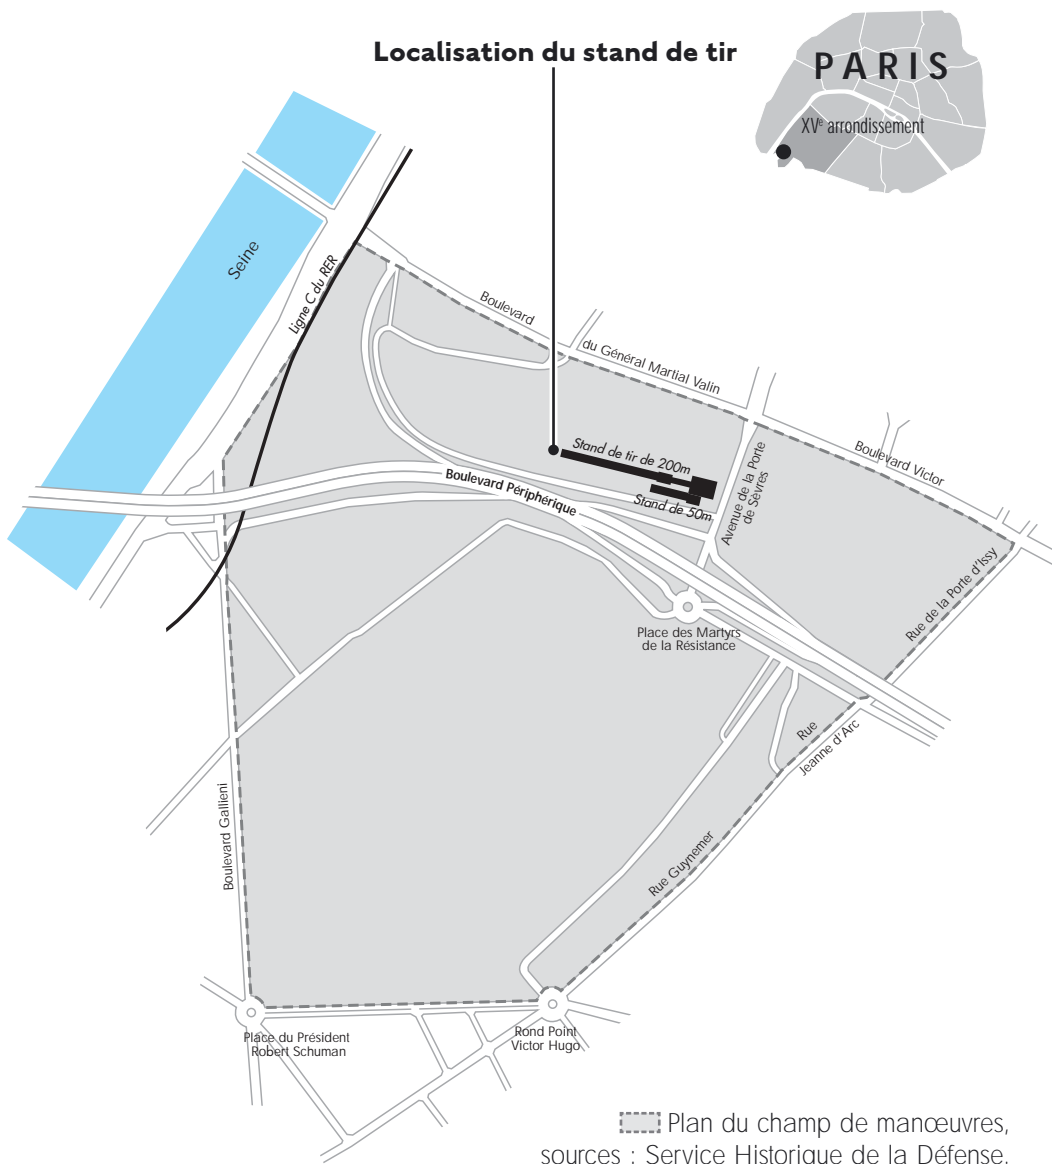 Localisation du stand de tir
PARIS
XVe arrondissement
Seine
Ligne C du RER
Boulevard
du Général Martial Valin
Boulevard Victor
Stand de tir de 200m
Stand de 50m
Boulevard Périphérique
Avenue de la Porte
de Sèvres
Rue de la Porte d'Issy
Place des Martyrs
de la Résistance
Rue
Jeanne d'Arc
Boulevard Gallieni
Rue Guynemer
Place du Président
Robert Schuman
Rond Point
Victor Hugo
Plan du champ de manœuvres,
sources : Service Historique de la Défense.